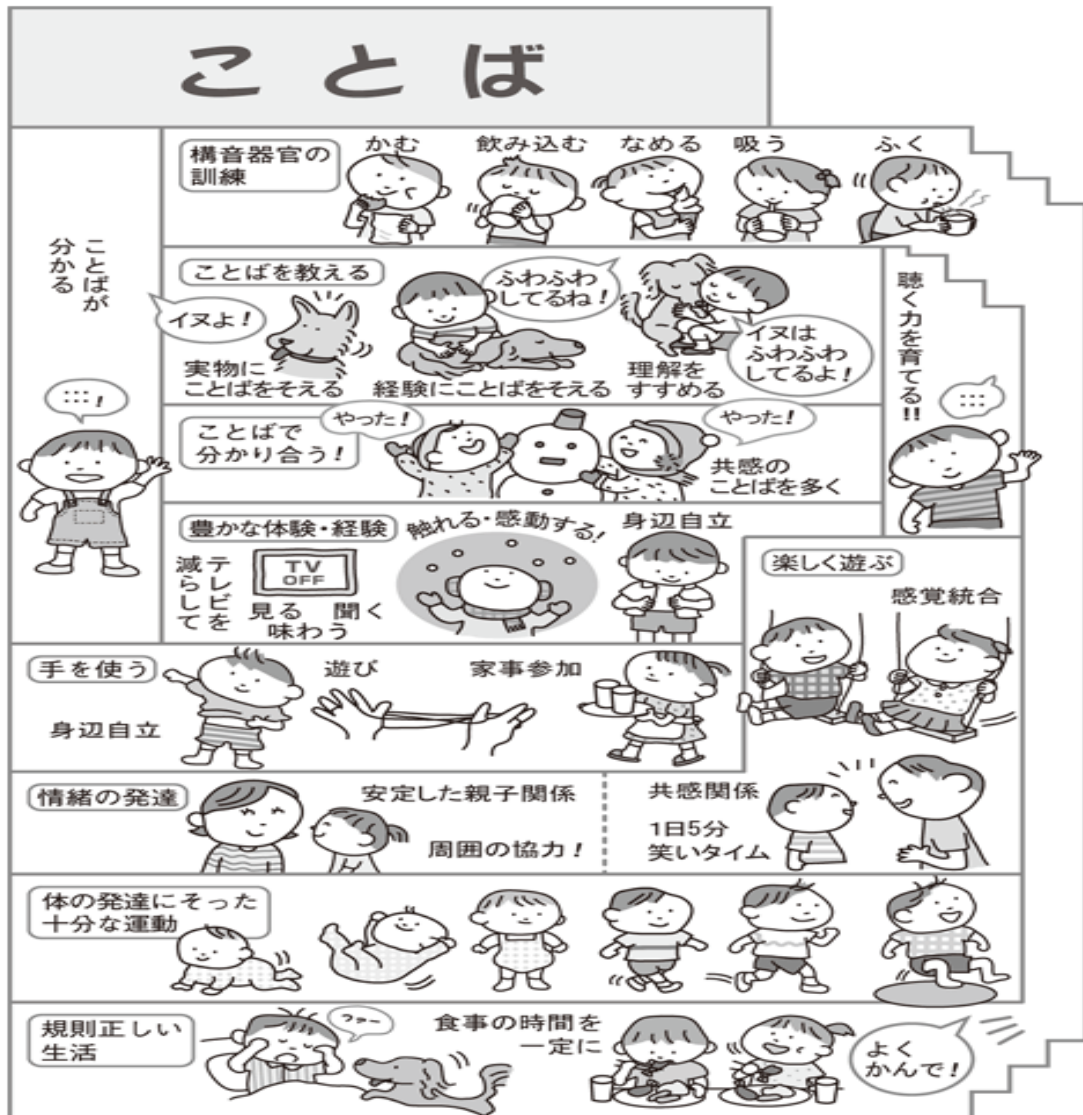 ことば
構音器官の
訓練
かむ
飲み込む
なめる
吸う
ふく
ことばが
分かる
…!
ことばを教える
イヌよ!
実物に
ことばをそえる
ふわふわ
してるね!
経験にことばをそえる
理解を
すすめる
イヌは
ふわふわ
してるよ!
聴く力を育てる!!
…
ことばで
分かり合う!
やった!
やった!
共感の
ことばを多く
豊かな体験・経験
テレビを
減らして
TV
OFF
見る 聞く
味わう
触れる・感動する!
身辺自立
楽しく遊ぶ
感覚統合
手を使う
身辺自立
遊び
家事参加
情緒の発達
安定した親子関係
周囲の協力!
共感関係
1日5分
笑いタイム
体の発達にそった
十分な運動
規則正しい
生活
ファー
食事の時間を
一定に
よく
かんで!